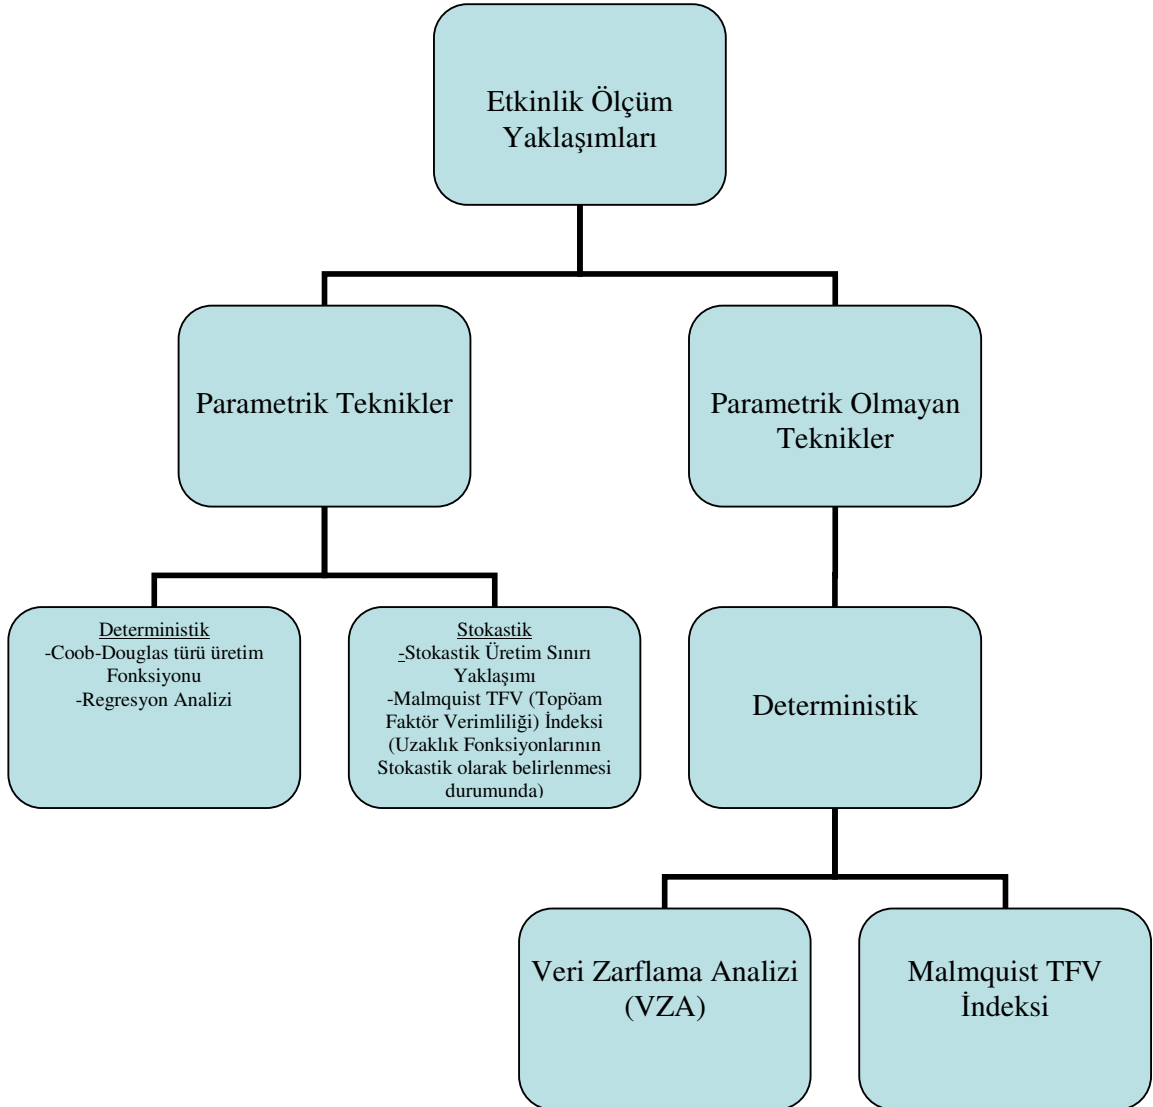 Etkinlik Ölçüm
Yaklaşımları
Parametrik Teknikler
Parametrik Olmayan
Teknikler
Deterministik
-Coob-Douglas türü üretim
Fonksiyonu
-Regresyon Analizi
Stokastik
-Stokastik Üretim Sınırı
Yaklaşımı
-Malmquist TFV (Topöam
Faktör Verimliliği) İndeksi
(Uzaklık Fonksiyonlarının
Stokastik olarak belirlenmesi
durumunda)
Deterministik
Veri Zarflama Analizi
(VZA)
Malmquist TFV
İndeksi